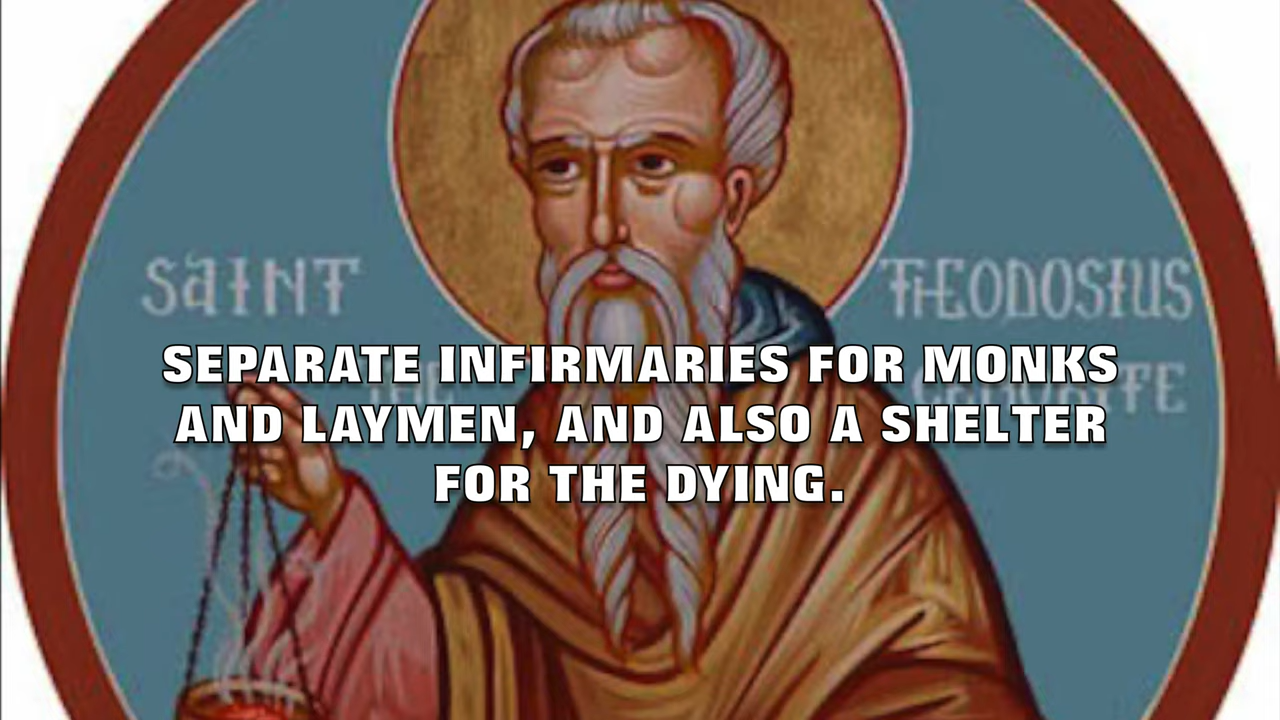 SaINT THEODOSIUS
SEPARATE INFIRMARIES FOR MONKS
AND LAYMEN, AND ALSO A SHELTER
FOR THE DYING.